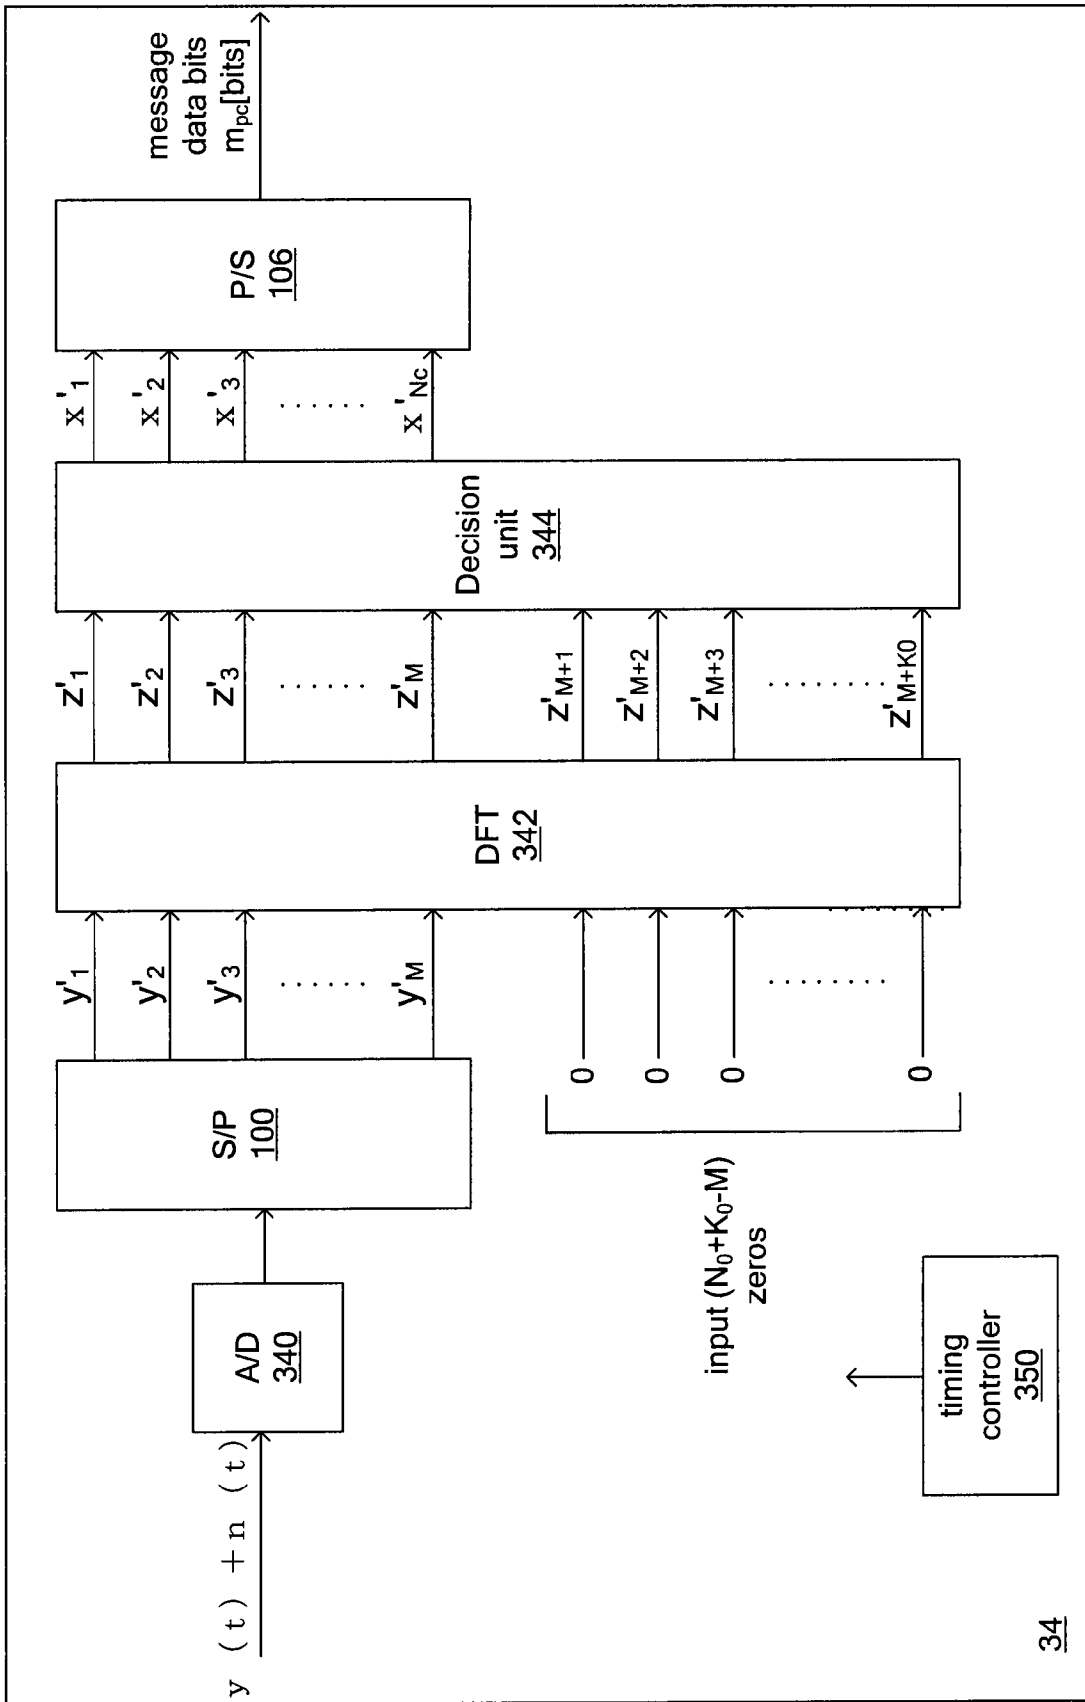 y (t) +n (t)
A/D
340
S/P
100
y'1
y'2
y'3
. . . . . .
y'M
input (N0+K0-M)
zeros
0
0
0
. . . . . . . .
0
DFT
342
z'1
z'2
z'3
. . . . . .
z'M
z'M+1
z'M+2
z'M+3
. . . . . . . .
z'M+K0
Decision
unit
344
x'1
x'2
x'3
. . . . . .
x'Nc
P/S
106
message
data bits
mpc[bits]
timing
controller
350
34